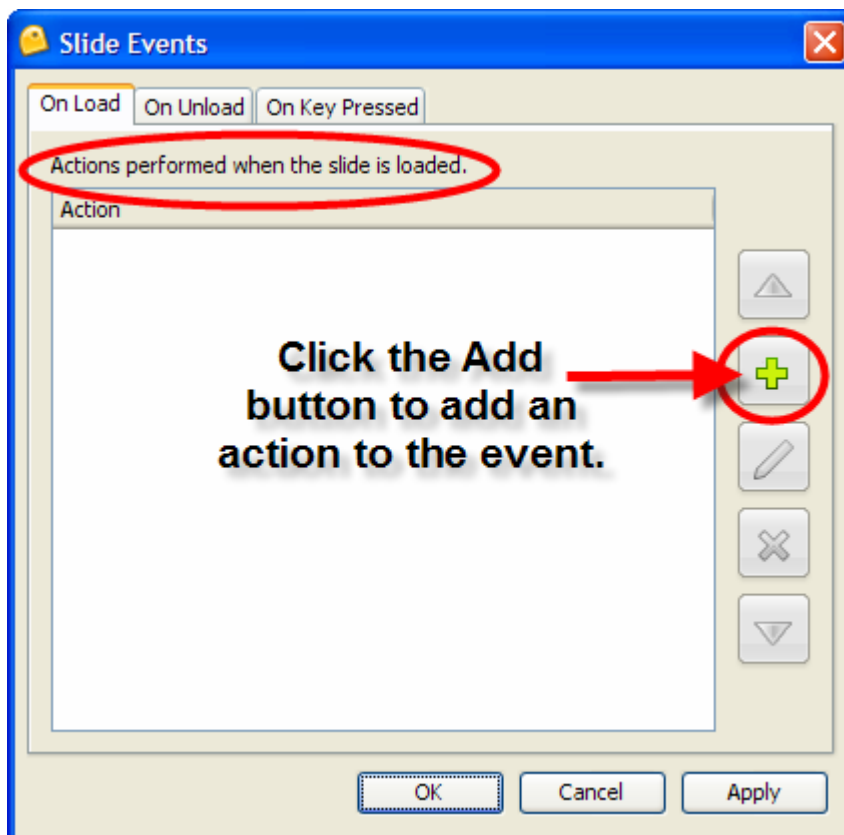 Slide Events
On Load On Unload On Key Pressed
Actions performed when the slide is loaded.
Action
Click the Add
button to add an
action to the event.
OK Cancel Apply